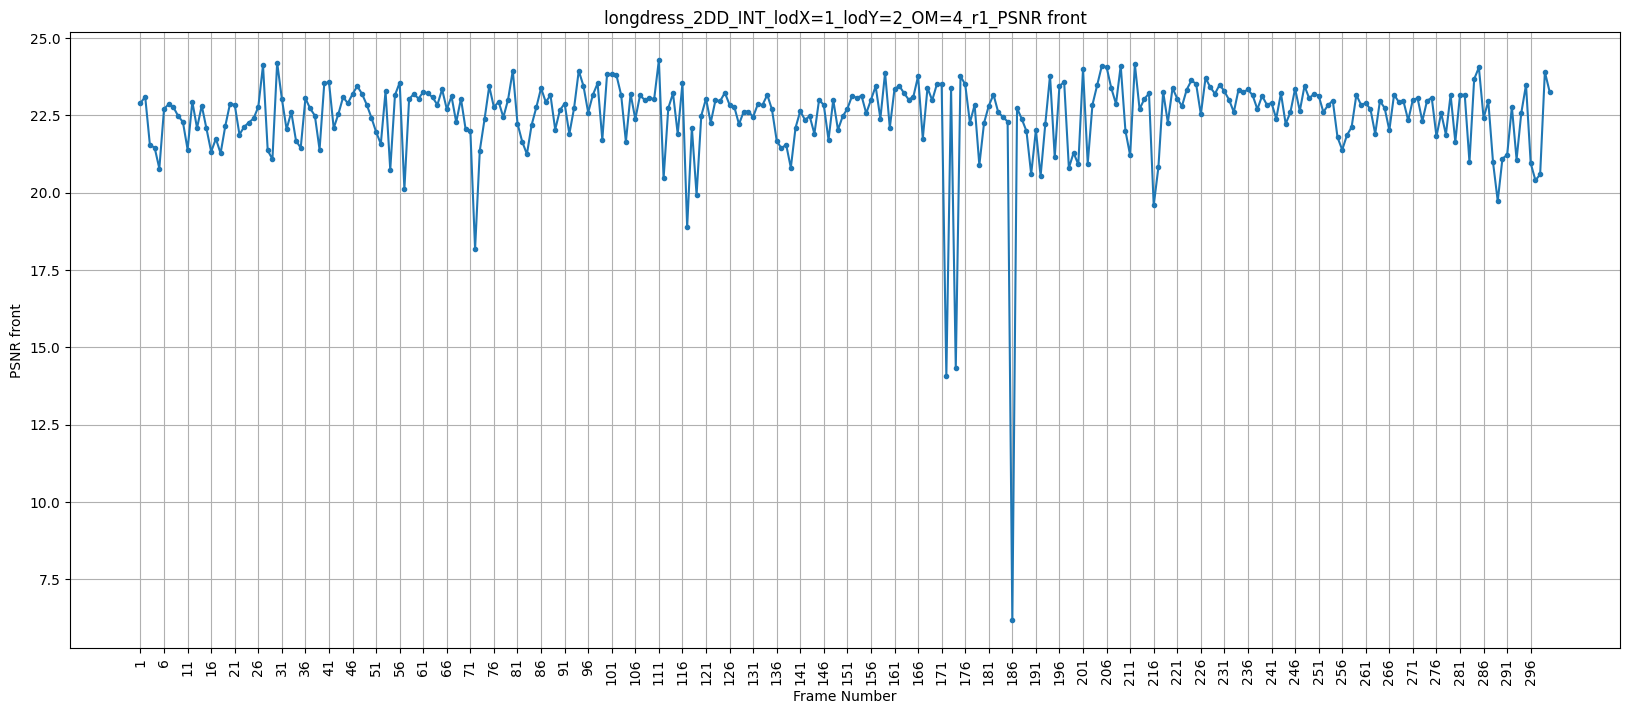 longdress_2DD_INT_lodX=1_lodY=2_OM=4_r1_PSNR front
25.0
22.5
20.0
17.5
15.0
12.5
10.0
7.5
PSNR front
1 6 11 16 21 26 31 36 41 46 51 56 61 66 71 76 81 86 91 96 101 106 111 116 121 126 131 136 141 146 151 156 161 166 171 176 181 186 191 196 201 206 211 216 221 226 231 236 241 246 251 256 261 266 271 276 281 286 291 296
Frame Number